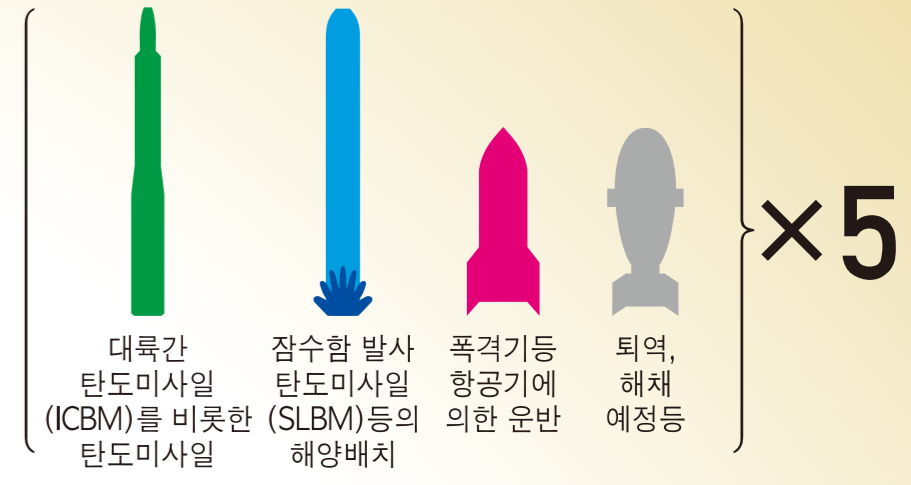 대륙간
탄도미사일
(ICBM)를 비롯한
탄도미사일
잠수함 발사
탄도미사일
(SLBM)등의
해양배치
폭격기등
항공기에
의한 운반
퇴역,
해채
예정등
×5